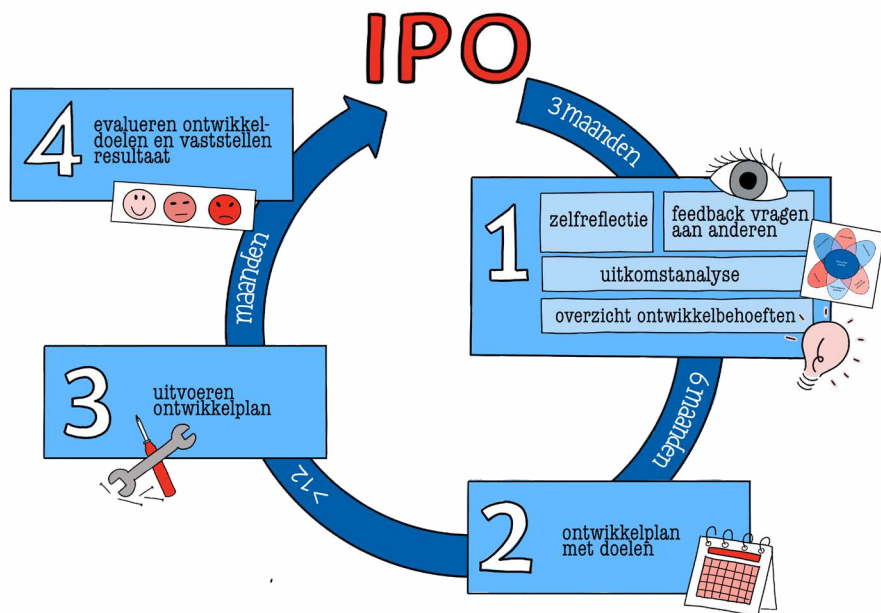 IPO
3 maanden
1
zelfreflectie
feedback vragen
aan anderen
uitkomstanalyse
overzicht ontwikkelbehoeften
6 maanden
2
ontwikkelplan
met doelen
>12
maanden
3
uitvoeren
ontwikkelplan
4
evalueren ontwikkel-
doelen en vaststellen
resultaat